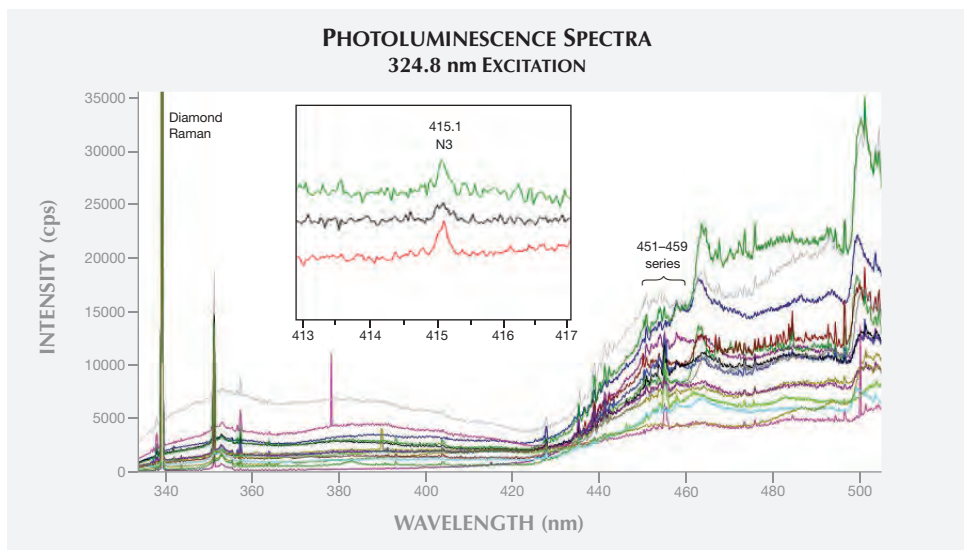 PHOTOLUMINESCENCE SPECTRA
324.8 nm EXCITATION
INTENSITY (cps)
35000
30000
25000
20000
15000
10000
5000
0
Diamond
Raman
415.1
N3
413 414 415 416 417
451–459
series
340 360 380 400 420 440 460 480 500
WAVELENGTH (nm)